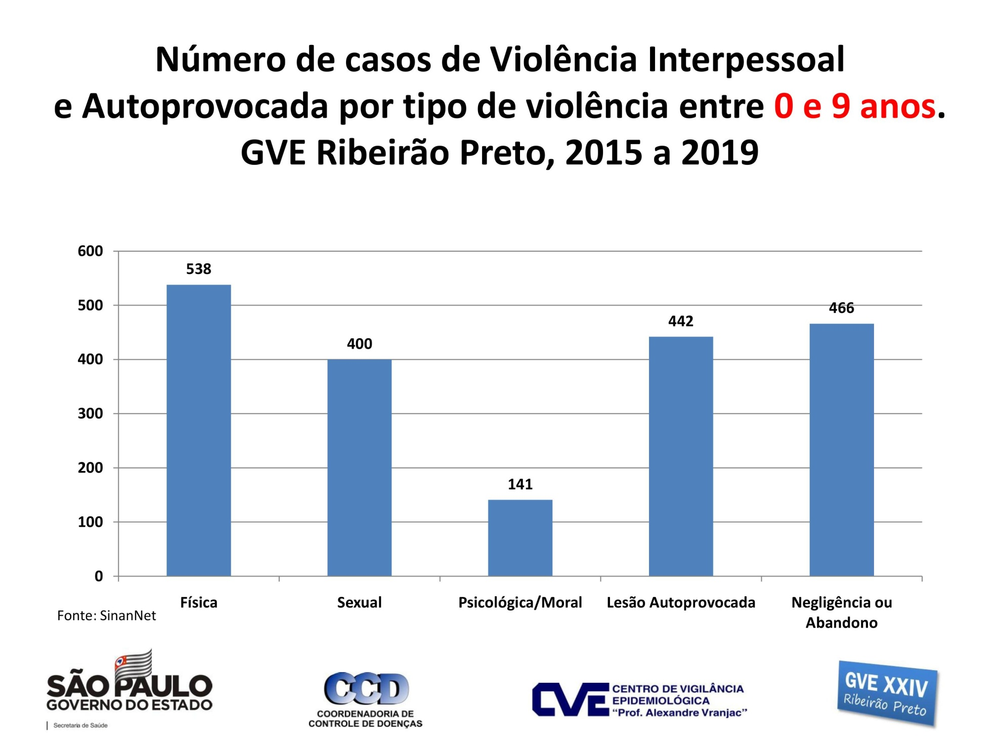 Número de casos de Violência Interpessoal
e Autoprovocada por tipo de violência entre 0 e 9 anos.
GVE Ribeirão Preto, 2015 a 2019
600
500
400
300
200
100
0
538
400
141
442
466
Física
Sexual
Psicológica/Moral
Lesão Autoprovocada
Negligência ou
Abandono
Fonte: SinanNet
SÃO PAULO
GOVERNO DO ESTADO
Secretaria de Saúde
CCD
COORDENADORIA DE
CONTROLE DE DOENÇAS
CVE
CENTRO DE VIGILÂNCIA
EPIDEMIOLÓGICA
“Prof. Alexandre Vranjac”
GVE XXIV
Ribeirão Preto